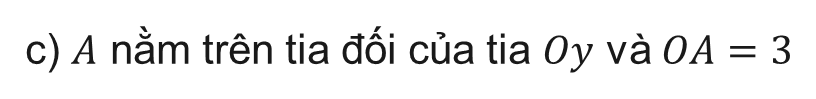 c) A nằm trên tia đối của tia Oy và OA = 3